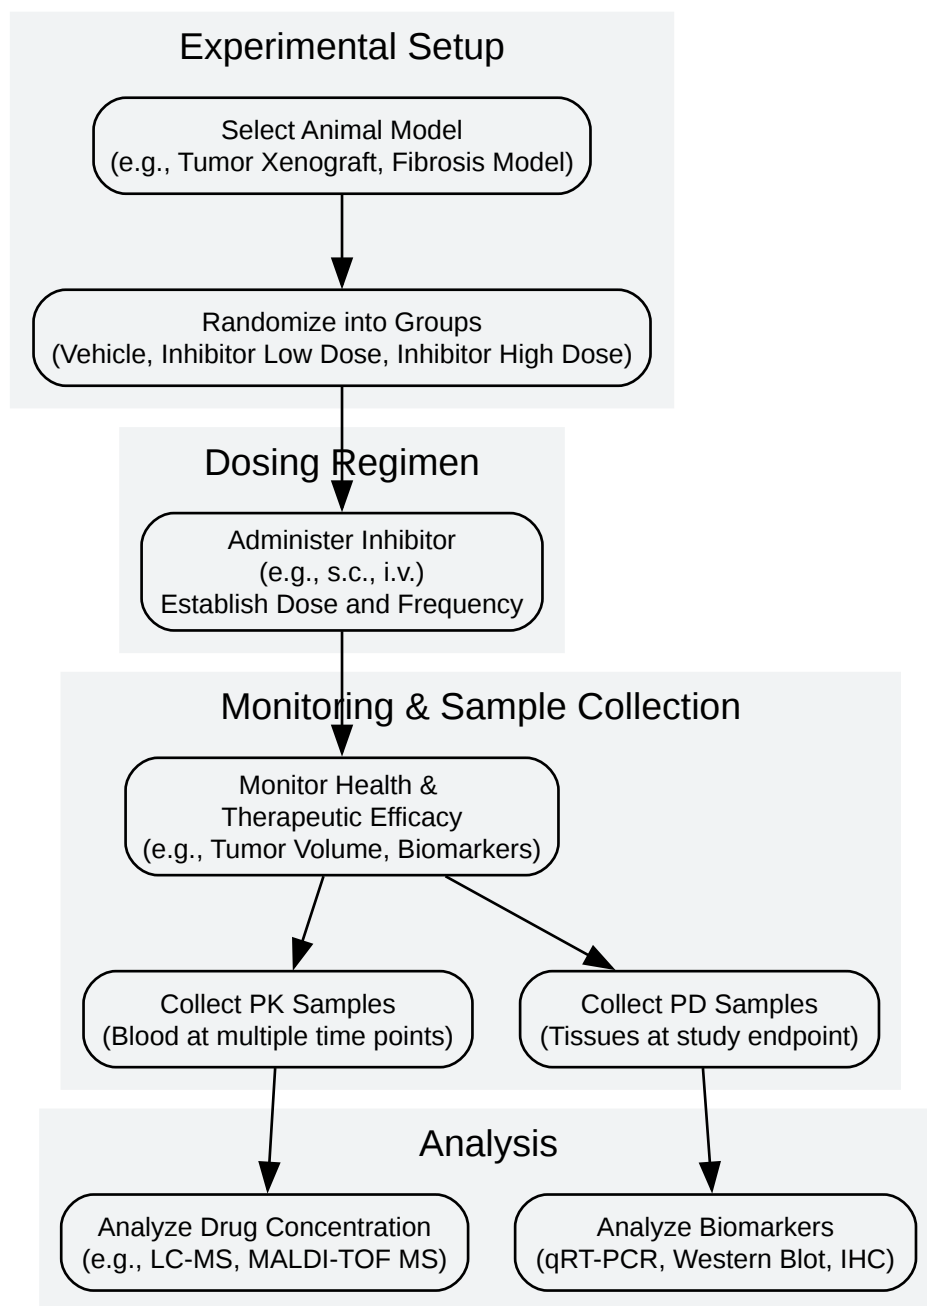 Experimental Setup
Select Animal Model
(e.g., Tumor Xenograft, Fibrosis Model)
Randomize into Groups
(Vehicle, Inhibitor Low Dose, Inhibitor High Dose)
Dosing Regimen
Administer Inhibitor
(e.g., s.c., i.v.)
Establish Dose and Frequency
Monitoring & Sample Collection
Monitor Health &
Therapeutic Efficacy
(e.g., Tumor Volume, Biomarkers)
Collect PK Samples
(Blood at multiple time points)
Collect PD Samples
(Tissues at study endpoint)
Analysis
Analyze Drug Concentration
(e.g., LC-MS, MALDI-TOF MS)
Analyze Biomarkers
(qRT-PCR, Western Blot, IHC)